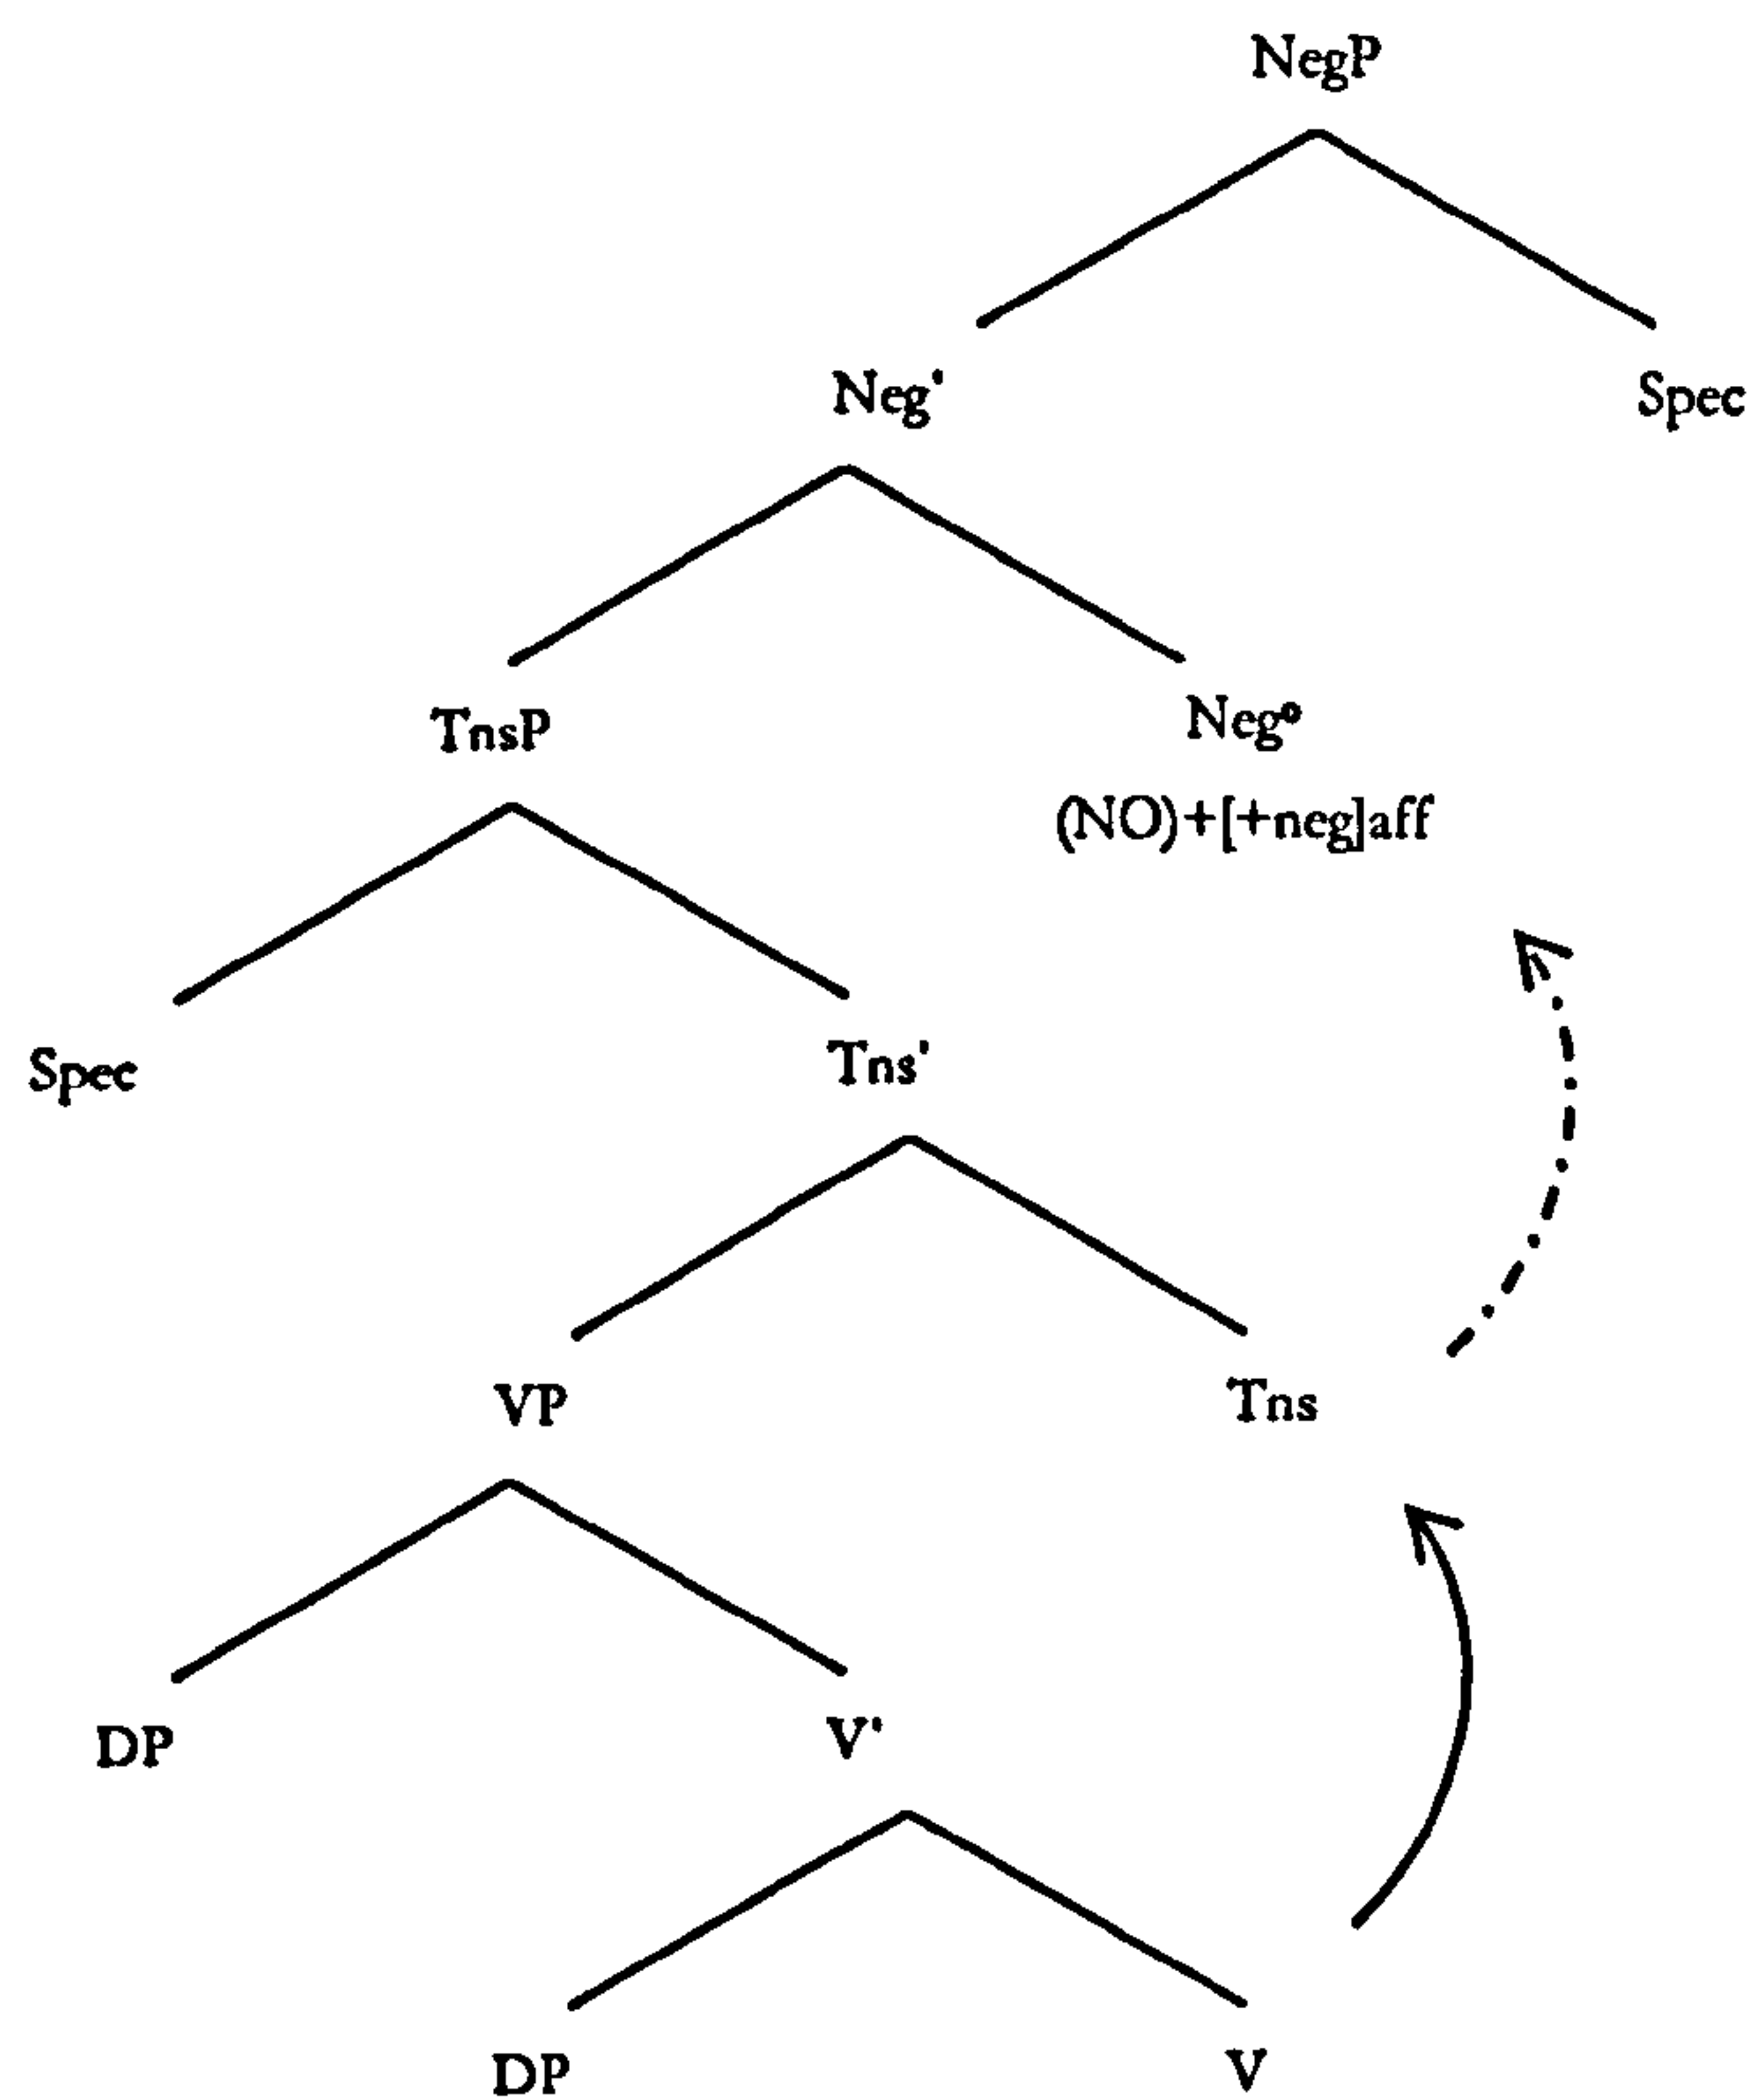 NegP
Neg' Spec
TnsP Neg°
(NO)+[+neg]aff
Spec Tns'
VP Tns
DP V'
DP V